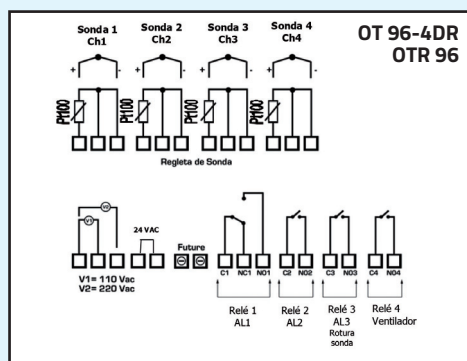 OT 96-4DR
OTR 96
Sonda 1 Sonda 2 Sonda 3 Sonda 4
Ch1 Ch2 Ch3 Ch4
+ - + - + - + -
Pt100 Pt100 Pt100 Pt100
Regleta de Sonda
V2
V1
24 VAC
Future
V1= 110 Vac
V2= 220 Vac
C1 NC1 NO1 C2 NO2 C3 NO3 C4 NO4
Relé 1 Relé 2 Relé 3 Relé 4
AL1 AL2 AL3 Ventilador
Rotura
sonda